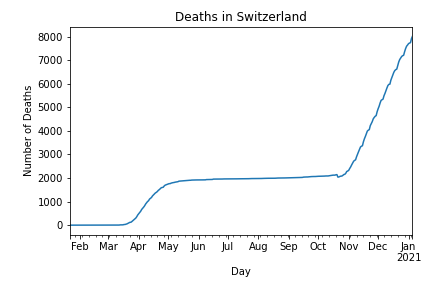 Deaths in Switzerland
Number of Deaths
8000
7000
6000
5000
4000
3000
2000
1000
0
Feb Mar Apr May Jun Jul Aug Sep Oct Nov Dec Jan
2021
Day